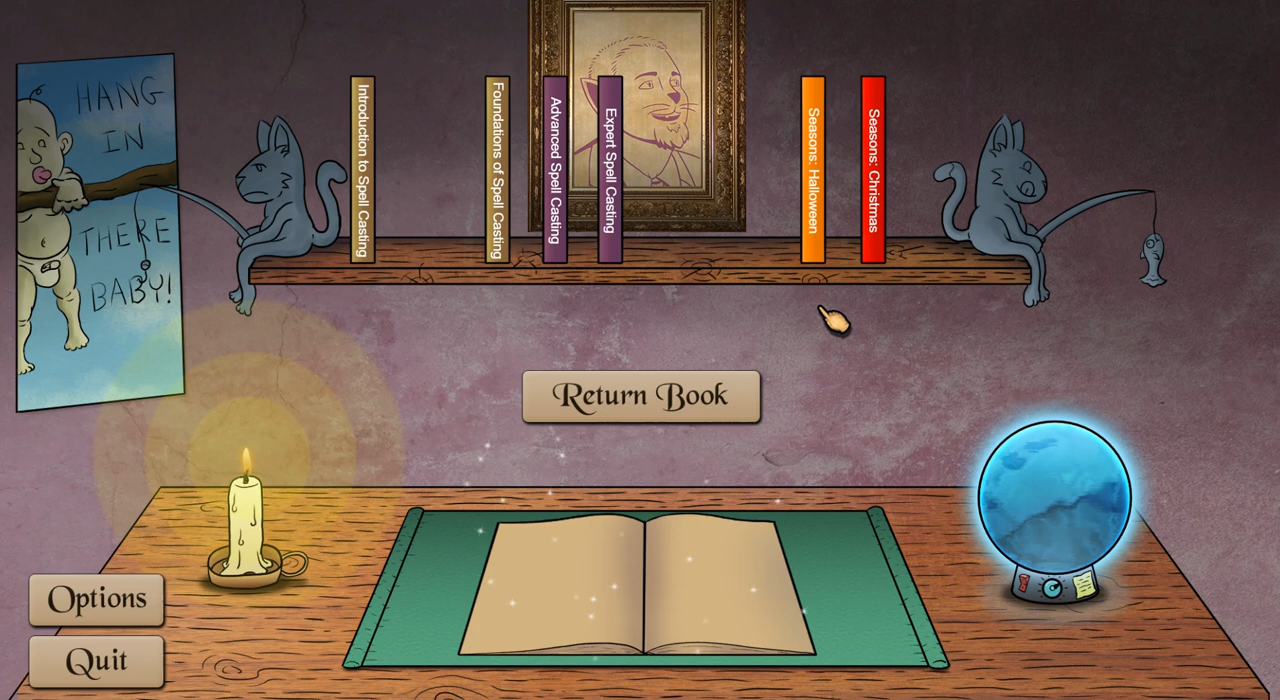 HANG
IN
THERE
BABY!
Introduction to Spell Casting
Foundations of Spell Casting
Advanced Spell Casting
Expert Spell Casting
Seasons: Halloween
Seasons: Christmas
Return Book
Options
Quit